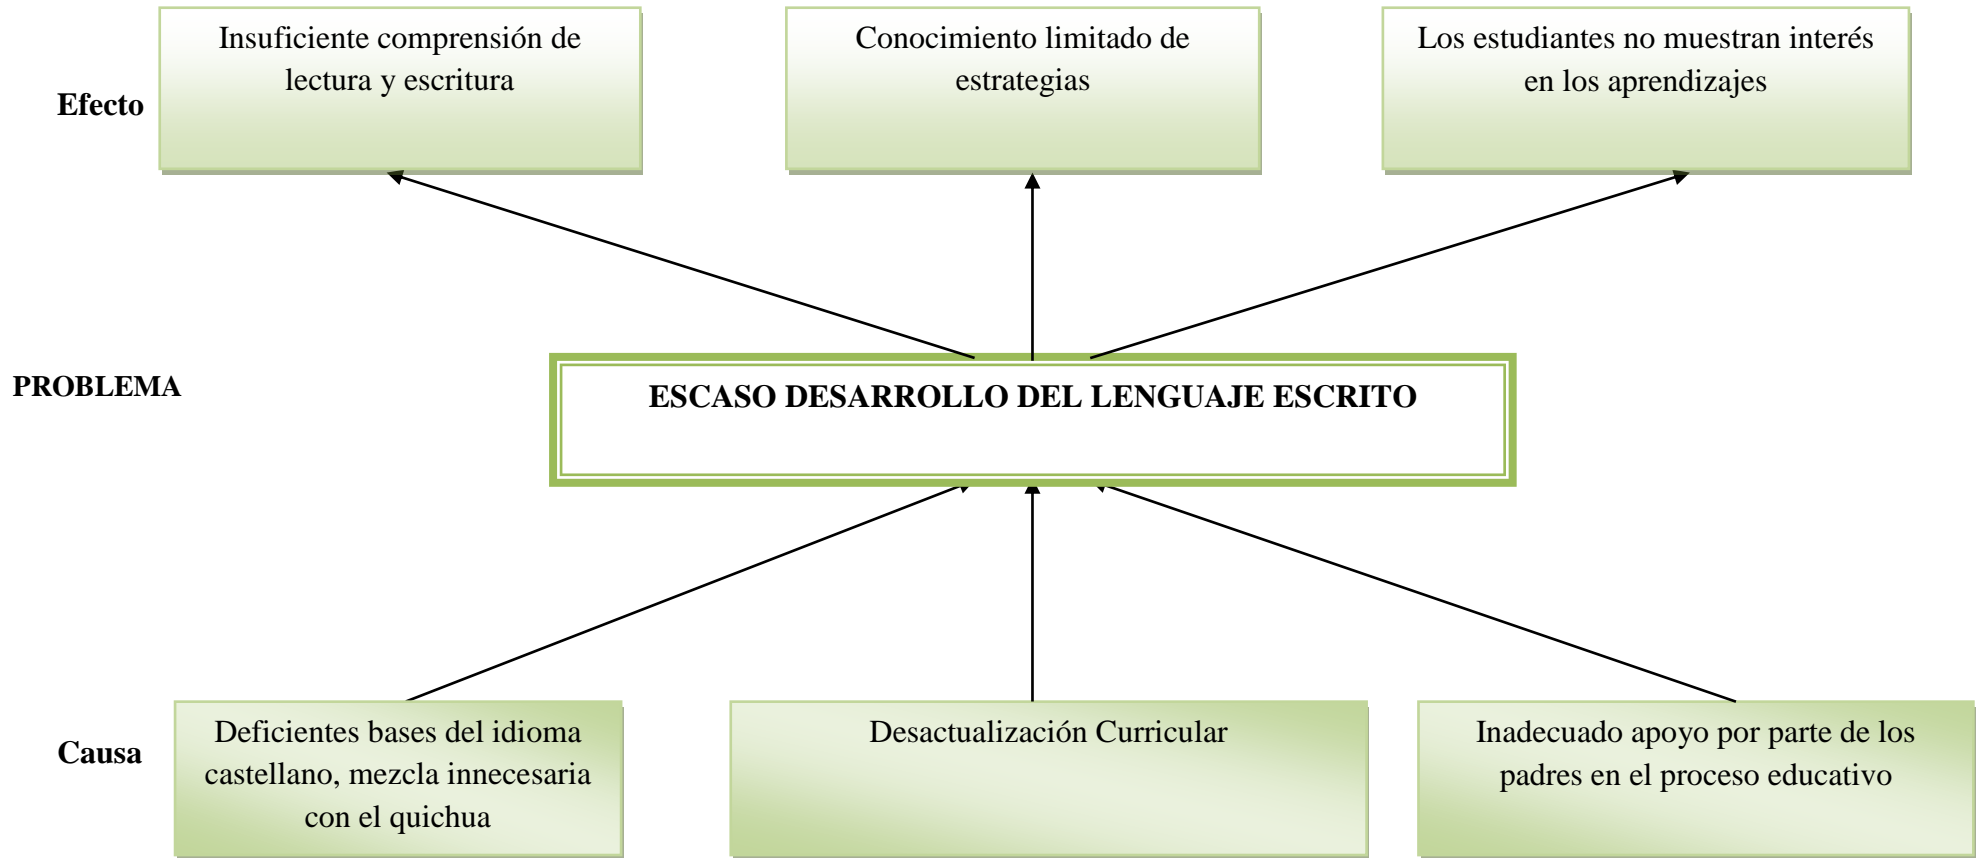 Insuficiente comprensión de
lectura y escritura
Conocimiento limitado de
estrategias
Los estudiantes no muestran interés
en los aprendizajes
Efecto
PROBLEMA
ESCASO DESARROLLO DEL LENGUAJE ESCRITO
Causa
Deficientes bases del idioma
castellano, mezcla innecesaria
con el quichua
Desactualización Curricular
Inadecuado apoyo por parte de los
padres en el proceso educativo